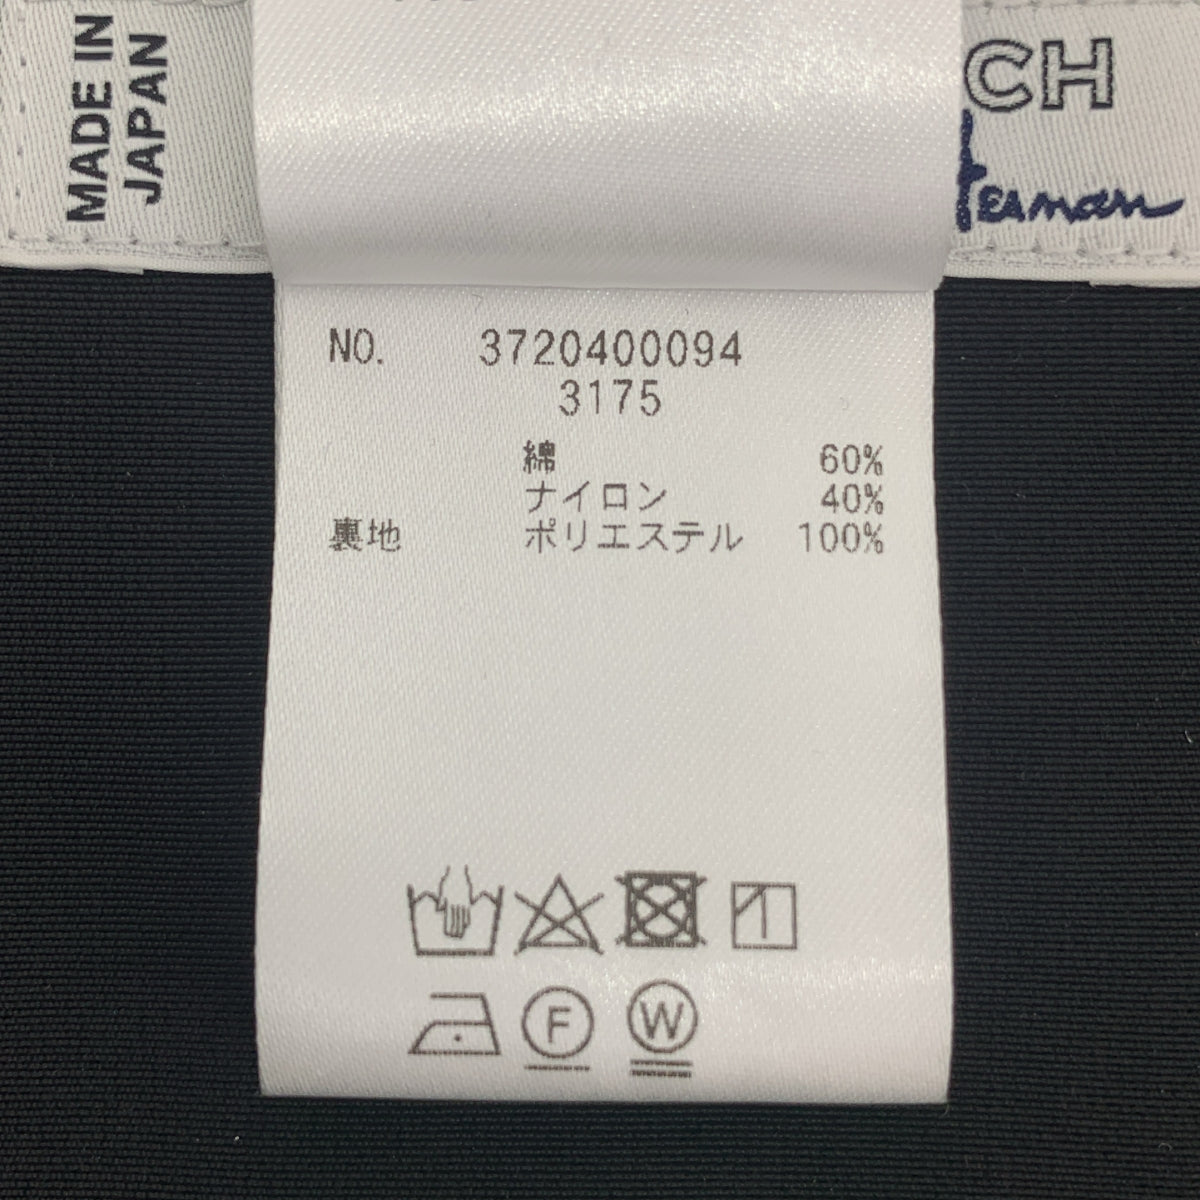 MADE IN
JAPAN
CH
NO. 3720400094
3175
綿 60%
ナイロン 40%
裏地 ポリエステル 100%
F W